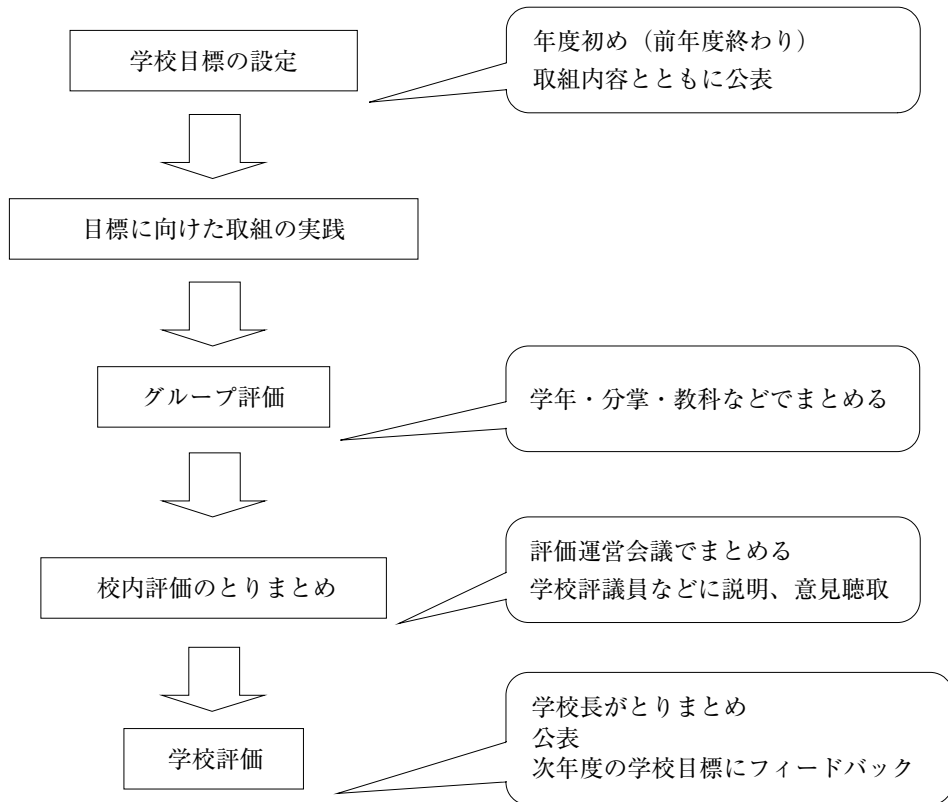 学校目標の設定
年度初め（前年度終わり）
取組内容とともに公表
目標に向けた取組の実践
グループ評価
学年・分掌・教科などでまとめる
校内評価のとりまとめ
評価運営会議でまとめる
学校評議員などに説明、意見聴取
学校評価
学校長がとりまとめ
公表
次年度の学校目標にフィードバック